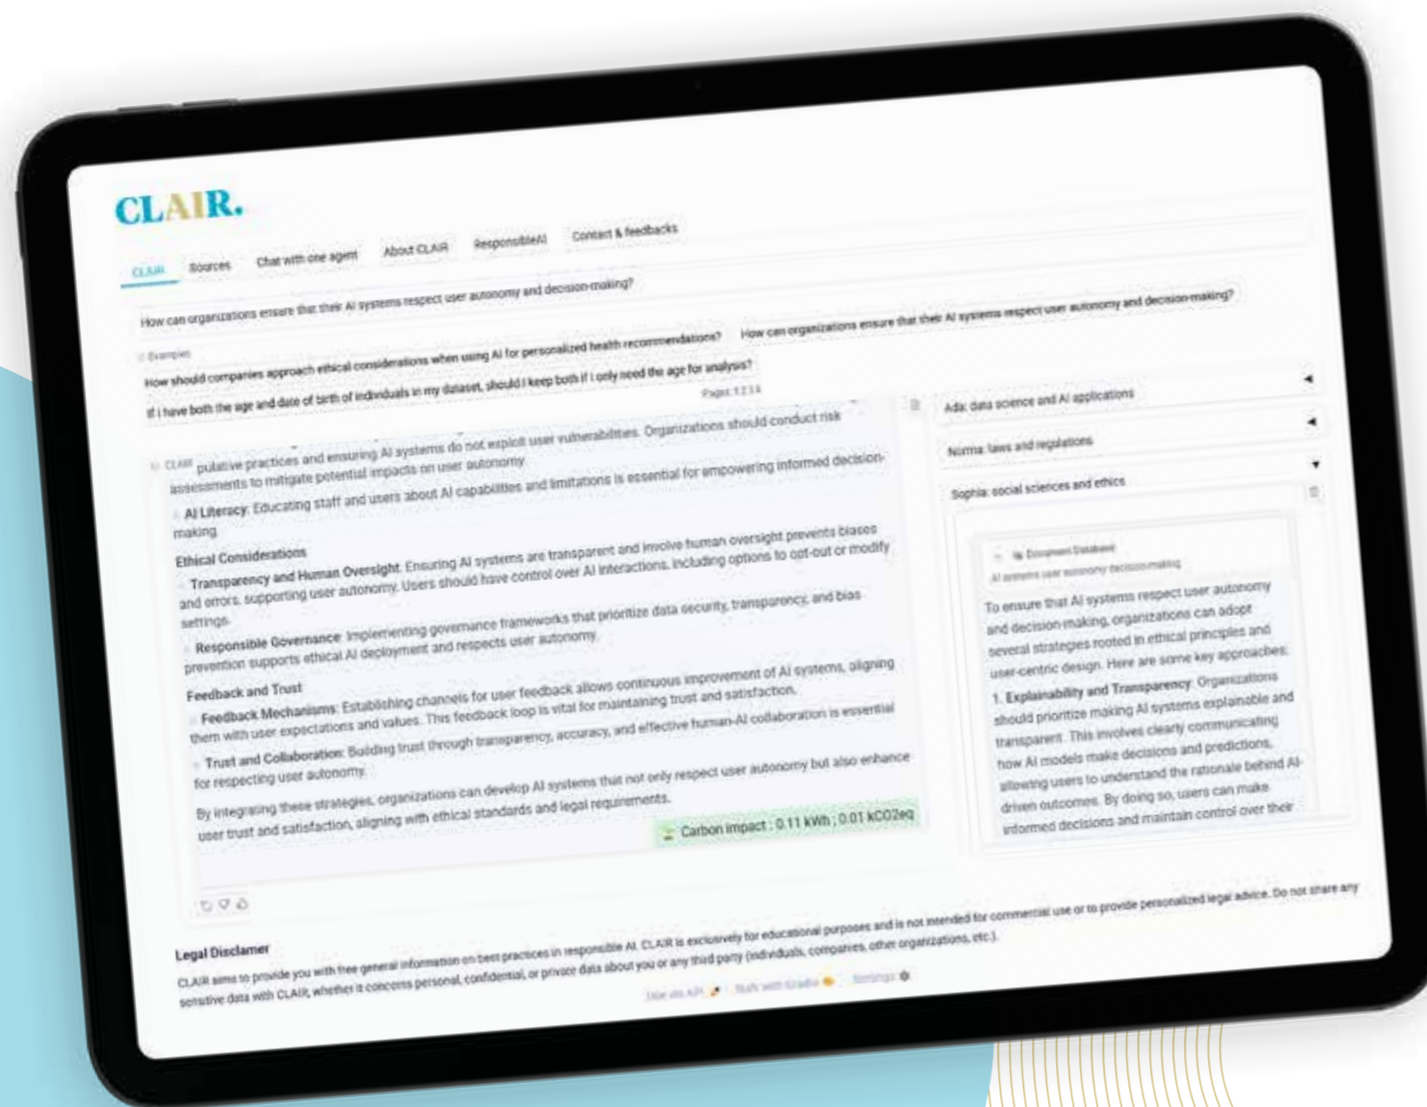 CLAIR.
CLAIR Sources Chat with one agent About CLAIR ResponsibleAI Contact & feedbacks
How can organizations ensure that their AI systems respect user autonomy and decision-making?
Examples
How should companies approach ethical considerations when using AI for personalized health recommendations? How can organizations ensure that their AI systems respect user autonomy and decision-making?
If i have both the age and date of birth of individuals in my dataset, should I keep both if I only need the age for analysis?
Pages: 1 2 3 4
CLAIR
pulative practices and ensuring AI systems do not exploit user vulnerabilities. Organizations should conduct risk
assessments to mitigate potential impacts on user autonomy.
AI Literacy: Educating staff and users about AI capabilities and limitations is essential for empowering informed decision-
making.
Ethical Considerations
Transparency and Human Oversight: Ensuring AI systems are transparent and involve human oversight prevents biases
and errors, supporting user autonomy. Users should have control over AI interactions, including options to opt-out or modify
settings.
Responsible Governance: Implementing governance frameworks that prioritize data security, transparency, and bias
prevention supports ethical AI deployment and respects user autonomy.
Feedback and Trust
Feedback Mechanisms: Establishing channels for user feedback allows continuous improvement of AI systems, aligning
them with user expectations and values. This feedback loop is vital for maintaining trust and satisfaction.
Trust and Collaboration: Building trust through transparency, accuracy, and effective human-AI collaboration is essential
for respecting user autonomy.
By integrating these strategies, organizations can develop AI systems that not only respect user autonomy but also enhance
user trust and satisfaction, aligning with ethical standards and legal requirements.
Carbon impact : 0.11 kWh ; 0.01 kCO2eq
Ada: data science and AI applications
Norma: laws and regulations
Sophia: social sciences and ethics
Document Database
AI systems user autonomy decision-making
To ensure that AI systems respect user autonomy
and decision-making, organizations can adopt
several strategies rooted in ethical principles and
user-centric design. Here are some key approaches:
1. Explainability and Transparency: Organizations
should prioritize making AI systems explainable and
transparent. This involves clearly communicating
how AI models make decisions and predictions,
allowing users to understand the rationale behind AI-
driven outcomes. By doing so, users can make
informed decisions and maintain control over their
Legal Disclamer
CLAIR aims to provide you with free general information on best practices in responsible AI. CLAIR is exclusively for educational purposes and is not intended for commercial use or to provide personalized legal advice. Do not share any
sensitive data with CLAIR, whether it concerns personal, confidential, or private data about you or any third party (individuals, companies, other organizations, etc.).
Use via API Built with Gradio Settings